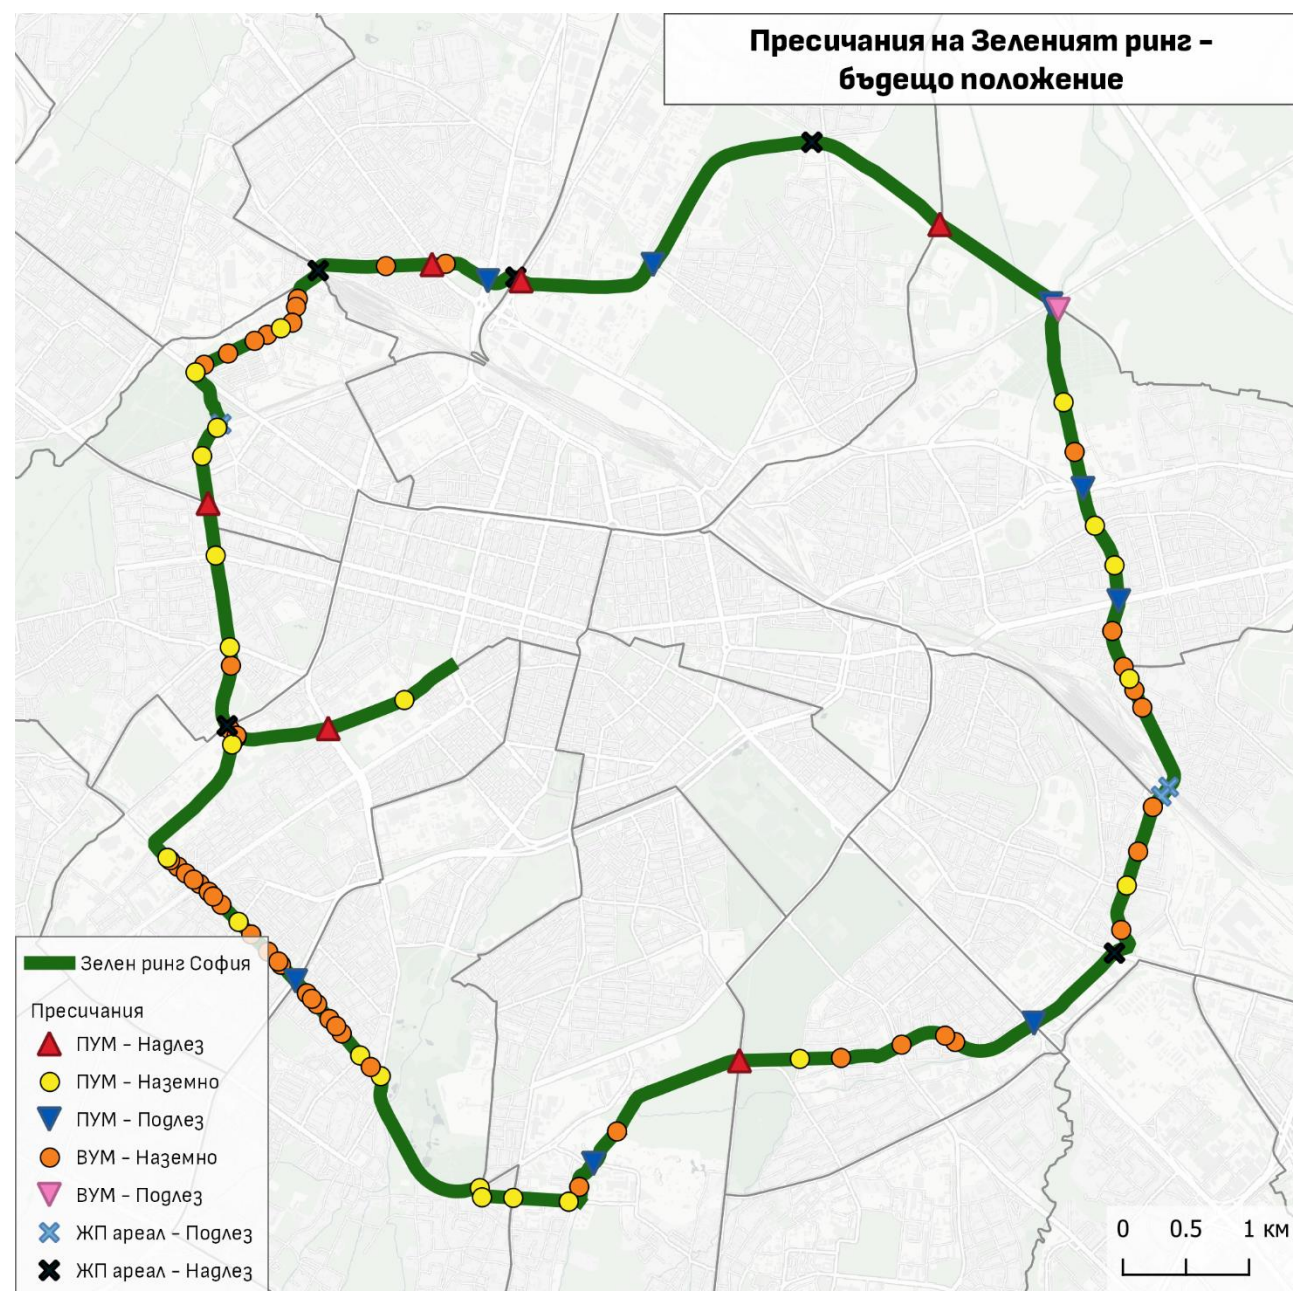 Пресичания на Зеленият ринг –
бъдещо положение
Зелен ринг София
Пресичания
ПУМ – Надлез
ПУМ – Наземно
ПУМ – Подлез
ВУМ – Наземно
ВУМ – Подлез
ЖП ареал – Подлез
ЖП ареал – Надлез
0 0.5 1 км